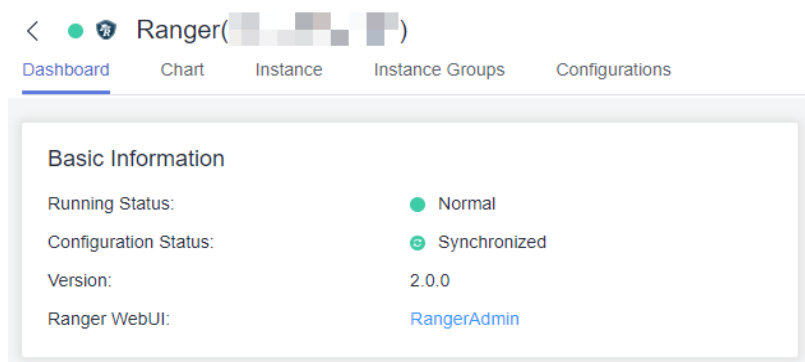 Ranger( )
Dashboard Chart Instance Instance Groups Configurations
Basic Information
Running Status: Normal
Configuration Status: Synchronized
Version: 2.0.0
Ranger WebUI: RangerAdmin